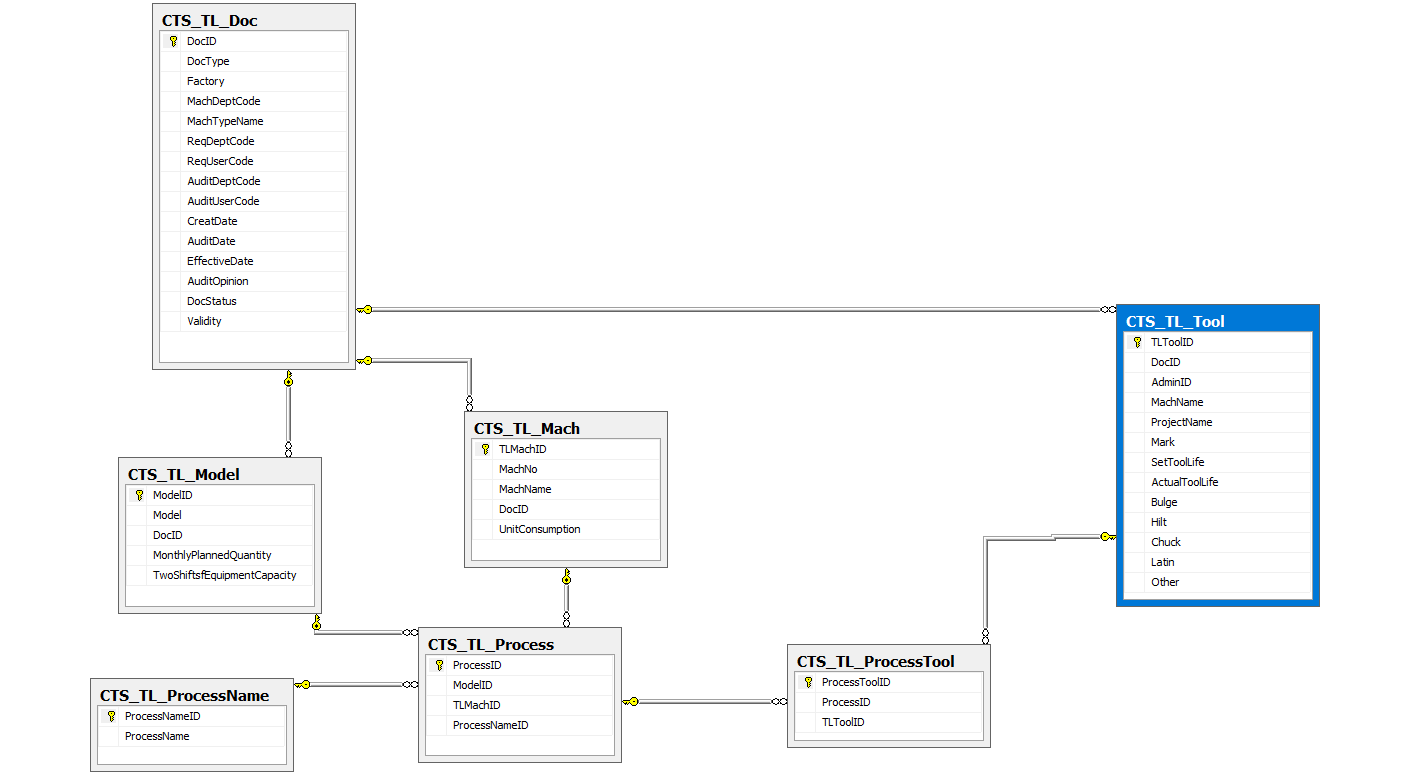 CTS_TL_Doc
DocID
DocType
Factory
MachDeptCode
MachTypeName
ReqDeptCode
ReqUserCode
AuditDeptCode
AuditUserCode
CreatDate
AuditDate
EffectiveDate
AuditOpinion
DocStatus
Validity
CTS_TL_Tool
TLToolID
DocID
AdminID
MachName
ProjectName
Mark
SetToolLife
ActualToolLife
Bulge
Hilt
Chuck
Latin
Other
CTS_TL_Mach
TLMachID
MachNo
MachName
DocID
UnitConsumption
CTS_TL_Model
ModelID
Model
DocID
MonthlyPlannedQuantity
TwoShiftsfEquipmentCapacity
CTS_TL_Process
ProcessID
ModelID
TLMachID
ProcessNameID
CTS_TL_ProcessTool
ProcessToolID
ProcessID
TLToolID
CTS_TL_ProcessName
ProcessNameID
ProcessName